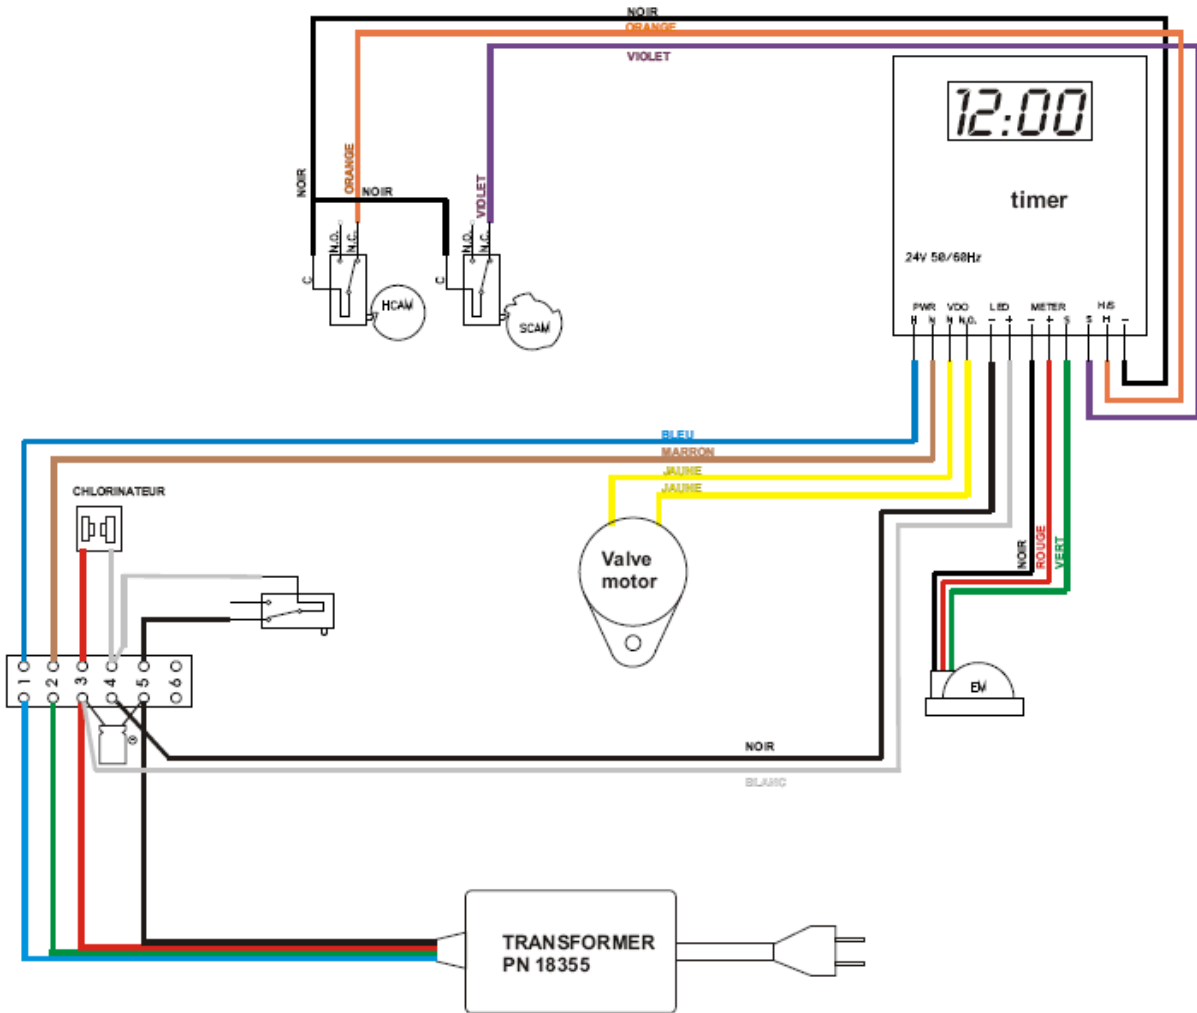 NOIR
ORANGE
VIOLET
12:00
timer
24V 50/60Hz
PWR VDO LED METER H/S
H N N N.O. - + - + S S H -
NOIR
ORANGE
NOIR
VIOLET
N.O.
N.C.
N.O.
N.C.
C
C
HCAM
SCAM
BLEU
MARRON
JAUNE
JAUNE
CHLORINATEUR
Valve
motor
NOIR
ROUGE
VERT
EM
1 2 3 4 5 6
NOIR
BLANC
TRANSFORMER
PN 18355